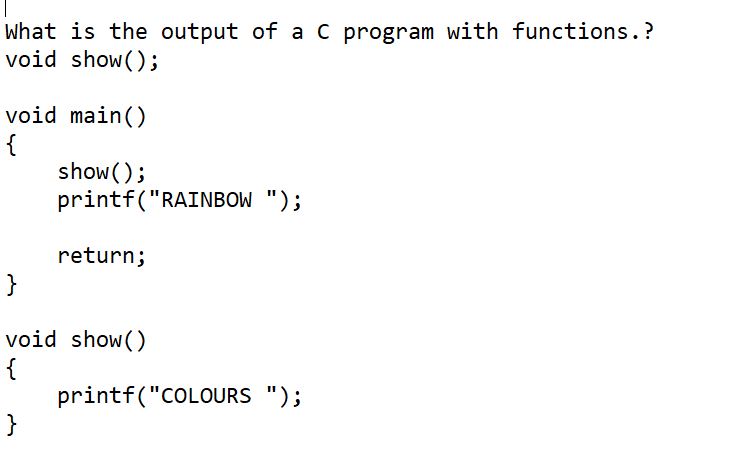 What is the output of a C program with functions.?
void show();
void main()
{
    show();
    printf("RAINBOW ");
    return;
}
void show()
{
    printf("COLOURS ");
}